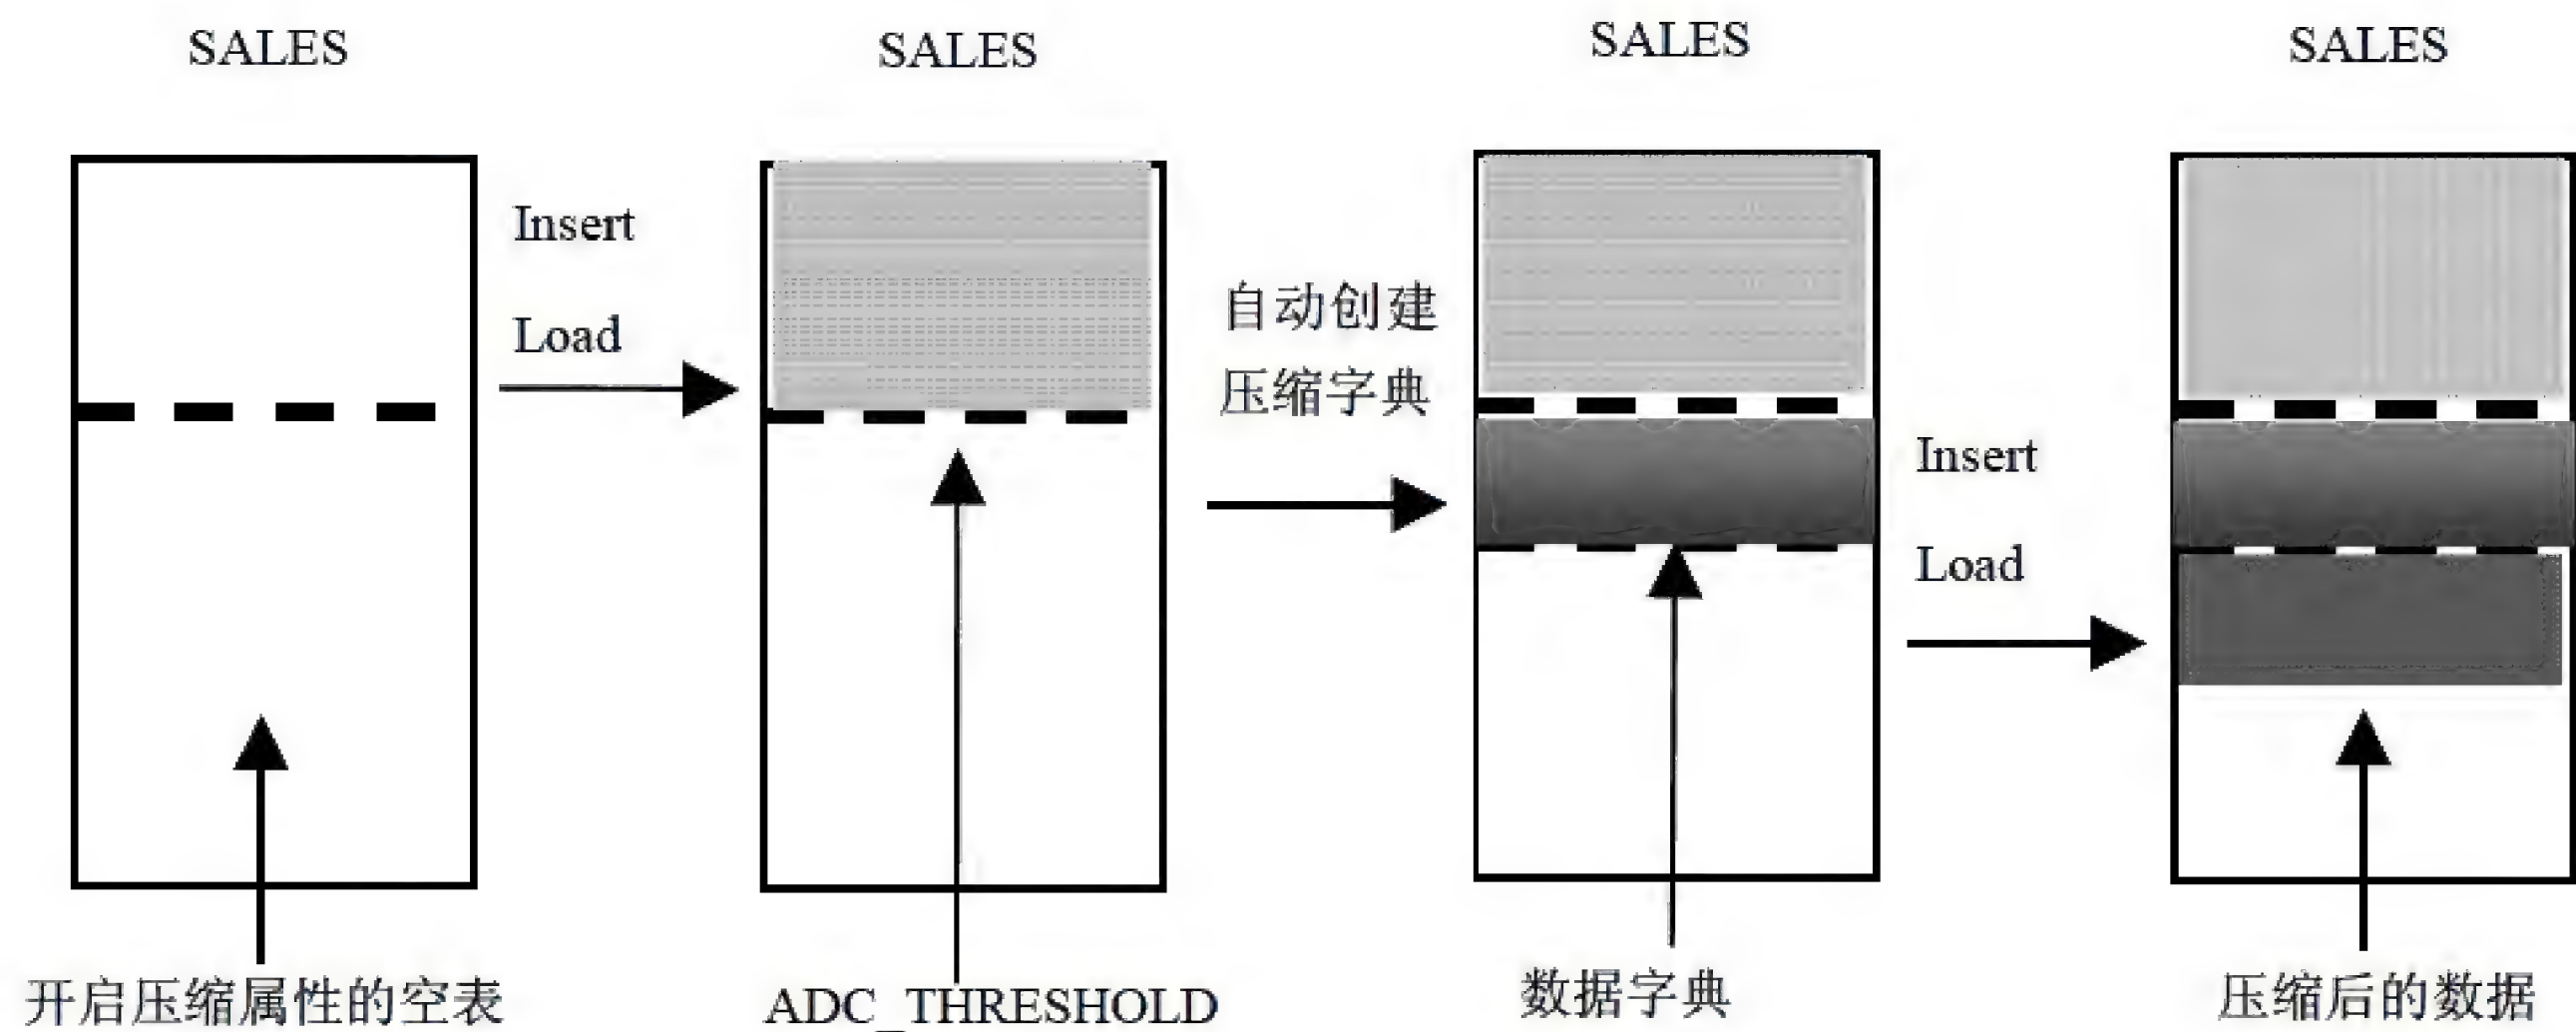 SALES
SALES
SALES
SALES
Insert
Load
自动创建
压缩字典
Insert
Load
开启压缩属性的空表
ADC_THRESHOLD
数据字典
压缩后的数据